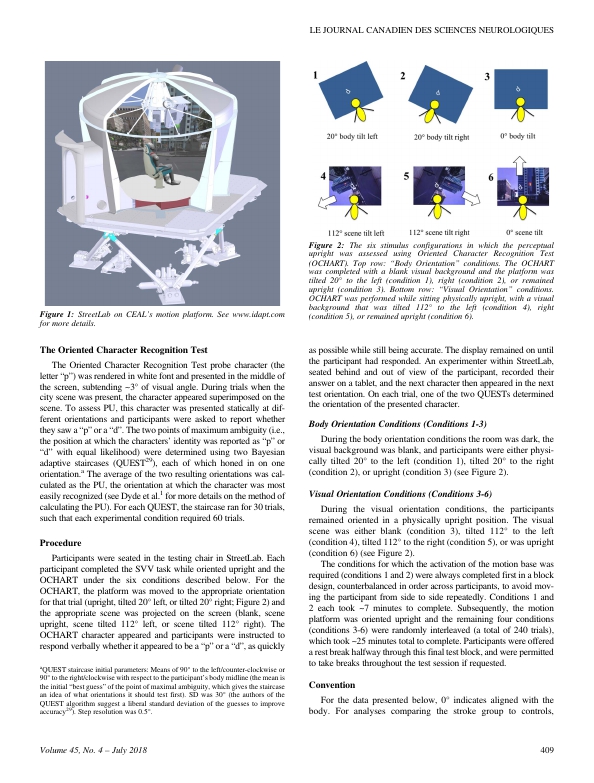 LE JOURNAL CANADIEN DES SCIENCES NEUROLOGIQUES
Figure 1: StreetLab on CEAL's motion platform. See www.idapt.com
for more details.
1
2
3
20° body tilt left
20° body tilt right
0° body tilt
4
5
6
112° scene tilt left
112° scene tilt right
0° scene tilt
Figure 2: The six stimulus configurations in which the perceptual
upright was assessed using Oriented Character Recognition Test
(OCHART). Top row: “Body Orientation” conditions. The OCHART
was completed with a blank visual background and the platform was
tilted 20° to the left (condition 1), right (condition 2), or remained
upright (condition 3). Bottom row: “Visual Orientation” conditions.
OCHART was performed while sitting physically upright, with a visual
background that was tilted 112° to the left (condition 4), right
(condition 5), or remained upright (condition 6).
The Oriented Character Recognition Test
The Oriented Character Recognition Test probe character (the
letter “p”) was rendered in white font and presented in the middle of
the screen, subtending ~3° of visual angle. During trials when the
city scene was present, the character appeared superimposed on the
scene. To assess PU, this character was presented statically at dif-
ferent orientations and participants were asked to report whether
they saw a “p” or a “d”. The two points of maximum ambiguity (i.e.,
the position at which the characters’ identity was reported as “p” or
“d” with equal likelihood) were determined using two Bayesian
adaptive staircases (QUEST29), each of which honed in on one
orientation.a The average of the two resulting orientations was cal-
culated as the PU, the orientation at which the character was most
easily recognized (see Dyde et al.1 for more details on the method of
calculating the PU). For each QUEST, the staircase ran for 30 trials,
such that each experimental condition required 60 trials.
Procedure
Participants were seated in the testing chair in StreetLab. Each
participant completed the SVV task while oriented upright and the
OCHART under the six conditions described below. For the
OCHART, the platform was moved to the appropriate orientation
for that trial (upright, tilted 20° left, or tilted 20° right; Figure 2) and
the appropriate scene was projected on the screen (blank, scene
upright, scene tilted 112° left, or scene tilted 112° right). The
OCHART character appeared and participants were instructed to
respond verbally whether it appeared to be a “p” or a “d”, as quickly
aQUEST staircase initial parameters: Means of 90° to the left/counter-clockwise or
90° to the right/clockwise with respect to the participant’s body midline (the mean is
the initial “best guess” of the point of maximal ambiguity, which gives the staircase
an idea of what orientations it should test first). SD was 30° (the authors of the
QUEST algorithm suggest a liberal standard deviation of the guesses to improve
accuracy29). Step resolution was 0.5°.
as possible while still being accurate. The display remained on until
the participant had responded. An experimenter within StreetLab,
seated behind and out of view of the participant, recorded their
answer on a tablet, and the next character then appeared in the next
test orientation. On each trial, one of the two QUESTs determined
the orientation of the presented character.
Body Orientation Conditions (Conditions 1-3)
During the body orientation conditions the room was dark, the
visual background was blank, and participants were either physi-
cally tilted 20° to the left (condition 1), tilted 20° to the right
(condition 2), or upright (condition 3) (see Figure 2).
Visual Orientation Conditions (Conditions 3-6)
During the visual orientation conditions, the participants
remained oriented in a physically upright position. The visual
scene was either blank (condition 3), tilted 112° to the left
(condition 4), tilted 112° to the right (condition 5), or was upright
(condition 6) (see Figure 2).
The conditions for which the activation of the motion base was
required (conditions 1 and 2) were always completed first in a block
design, counterbalanced in order across participants, to avoid mov-
ing the participant from side to side repeatedly. Conditions 1 and
2 each took ~7 minutes to complete. Subsequently, the motion
platform was oriented upright and the remaining four conditions
(conditions 3-6) were randomly interleaved (a total of 240 trials),
which took ~25 minutes total to complete. Participants were offered
a rest break halfway through this final test block, and were permitted
to take breaks throughout the test session if requested.
Convention
For the data presented below, 0° indicates aligned with the
body. For analyses comparing the stroke group to controls,
Volume 45, No. 4 – July 2018
409